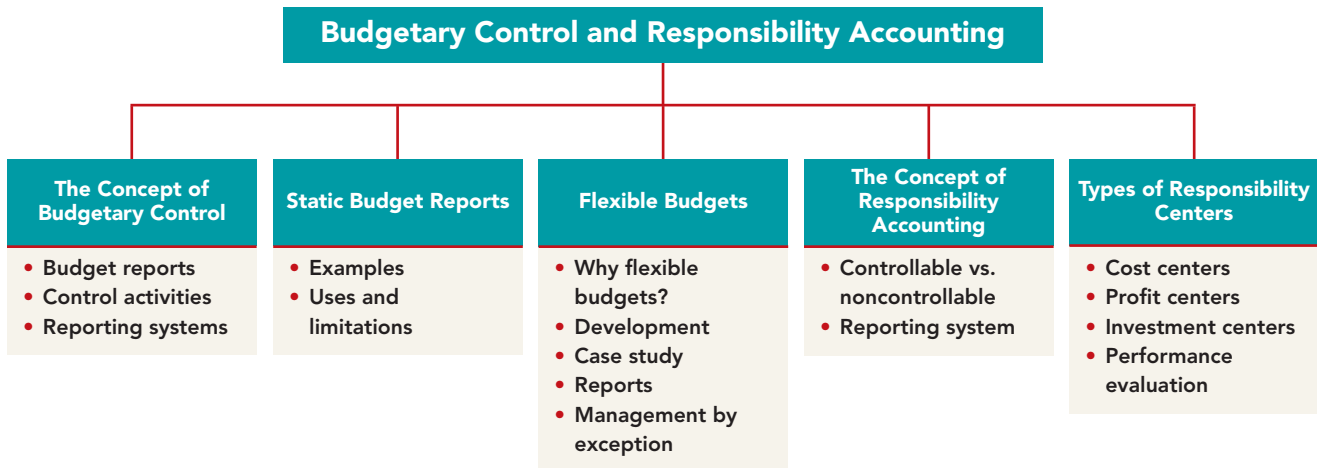 Budgetary Control and Responsibility Accounting
The Concept of
Budgetary Control
• Budget reports
• Control activities
• Reporting systems
Static Budget Reports
• Examples
• Uses and
limitations
Flexible Budgets
• Why flexible
budgets?
• Development
• Case study
• Reports
• Management by
exception
The Concept of
Responsibility
Accounting
• Controllable vs.
noncontrollable
• Reporting system
Types of Responsibility
Centers
• Cost centers
• Profit centers
• Investment centers
• Performance
evaluation